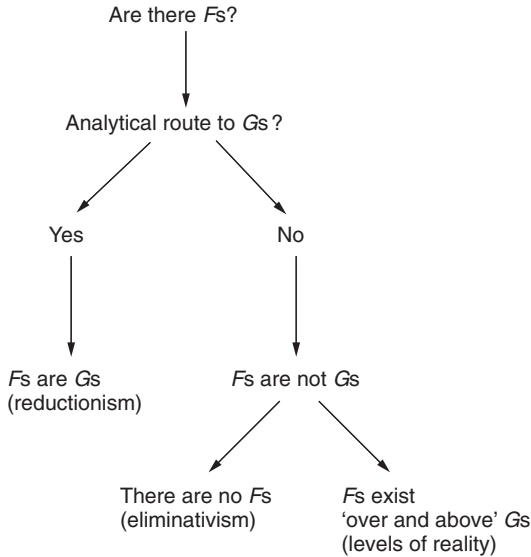 Are there Fs?
Analytical route to Gs?
Yes
No
Fs are Gs
(reductionism)
Fs are not Gs
There are no Fs
(eliminativism)
Fs exist
‘over and above’ Gs
(levels of reality)